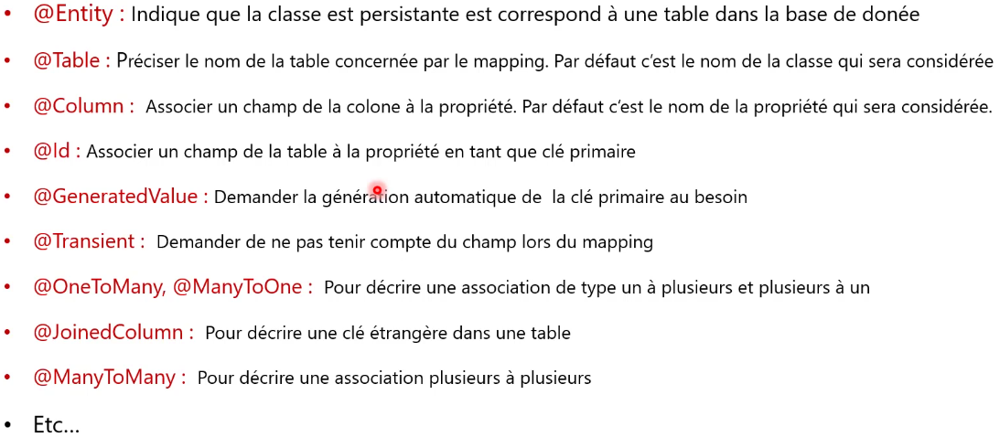 • @Entity : Indique que la classe est persistante est correspond à une table dans la base de donée
• @Table : Préciser le nom de la table concernée par le mapping. Par défaut c’est le nom de la classe qui sera considérée
• @Column : Associer un champ de la colone à la propriété. Par défaut c’est le nom de la propriété qui sera considérée.
• @Id : Associer un champ de la table à la propriété en tant que clé primaire
• @GeneratedValue : Demander la génération automatique de la clé primaire au besoin
• @Transient : Demander de ne pas tenir compte du champ lors du mapping
• @OneToMany, @ManyToOne : Pour décrire une association de type un à plusieurs et plusieurs à un
• @JoinedColumn : Pour décrire une clé étrangère dans une table
• @ManyToMany : Pour décrire une association plusieurs à plusieurs
• Etc...